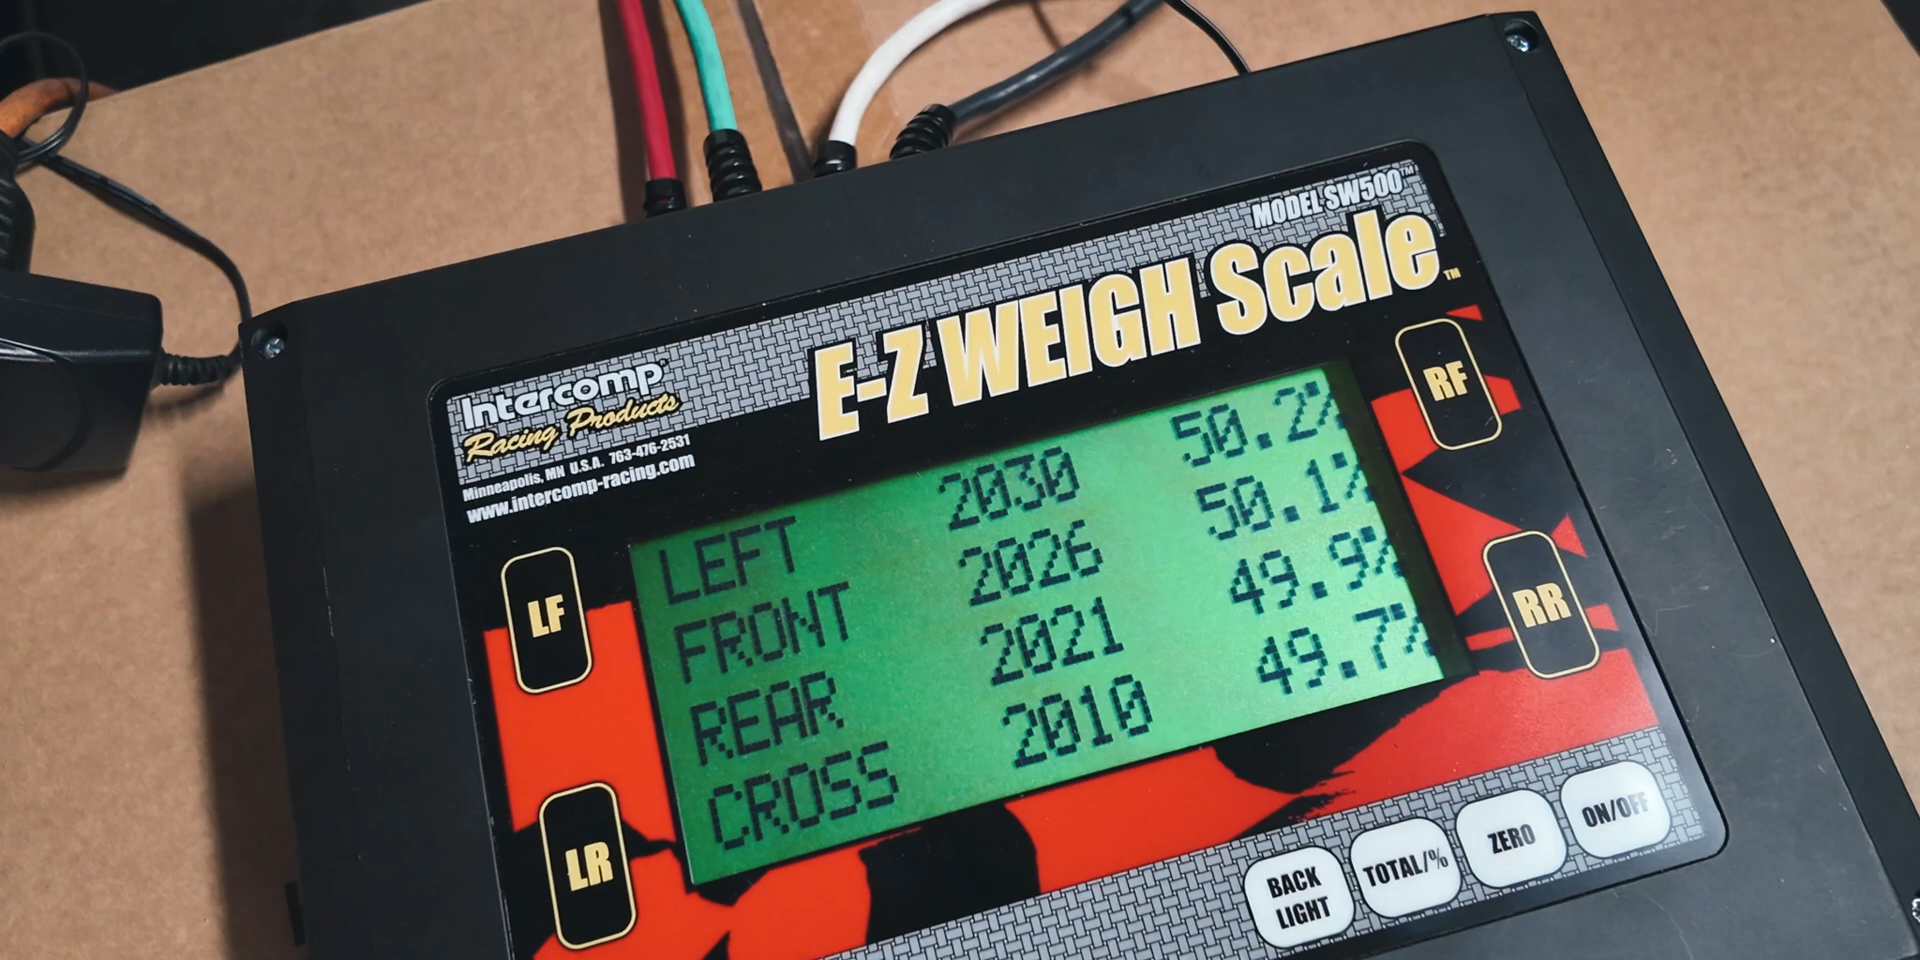 MODEL SW500™
E-Z WEIGH Scale™
Intercomp®
Racing Products
Minneapolis, MN U.S.A. 763-476-2531
www.intercomp-racing.com
LEFT 2030 50.2%
FRONT 2026 50.1%
REAR 2021 49.9%
CROSS 2010 49.7%
LF
RF
LR
RR
BACK
LIGHT
TOTAL/%
ZERO
ON/OFF